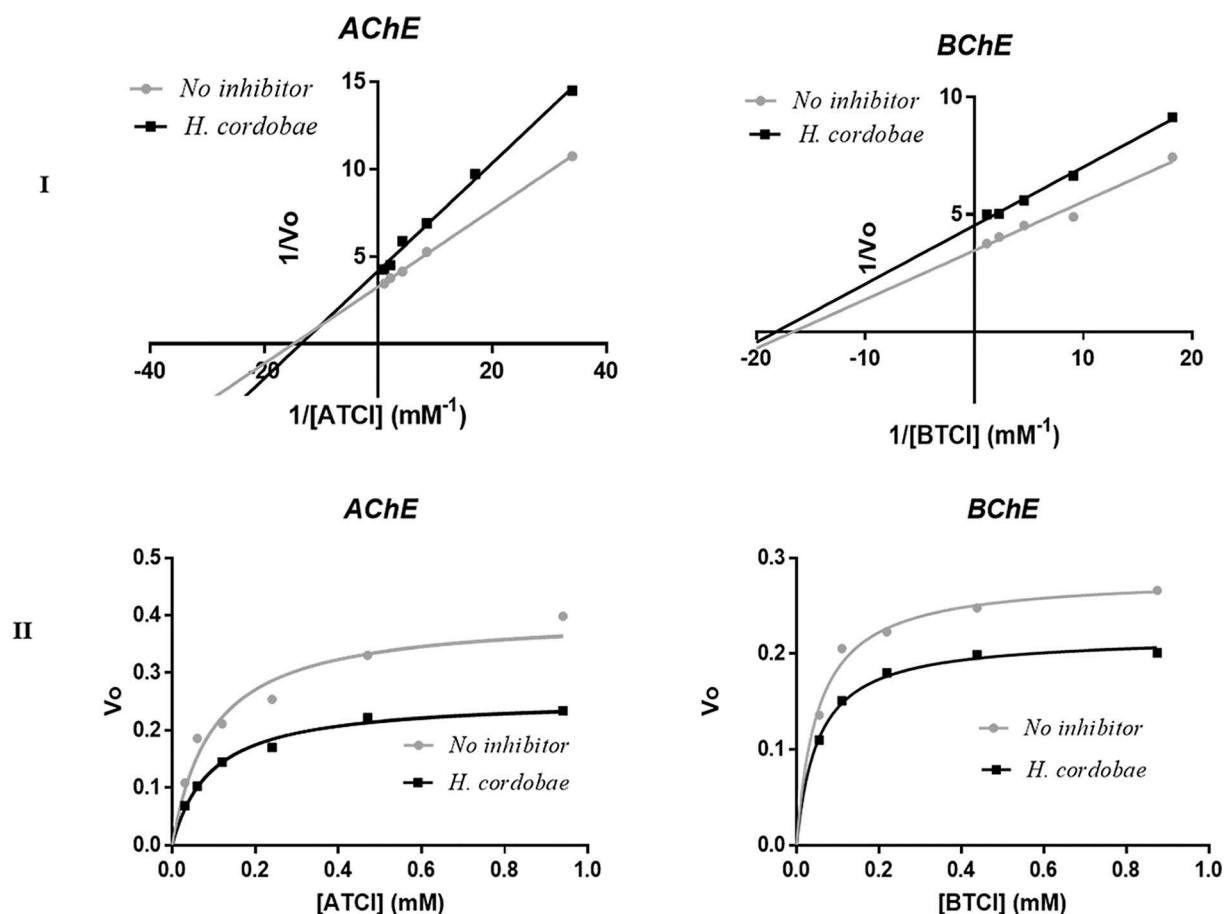 AChE
No inhibitor
H. cordobae
15
10
5
1/Vo
-40
-20
20
40
1/[ATCI] (mM-1)
BChE
No inhibitor
H. cordobae
10
5
1/Vo
-20
-10
10
20
1/[BTCI] (mM-1)
I
AChE
0.5
0.4
0.3
0.2
0.1
0.0
Vo
No inhibitor
H. cordobae
0.0
0.2
0.4
0.6
0.8
1.0
[ATCI] (mM)
BChE
0.3
0.2
0.1
0.0
Vo
No inhibitor
H. cordobae
0.0
0.2
0.4
0.6
0.8
1.0
[BTCI] (mM)
II